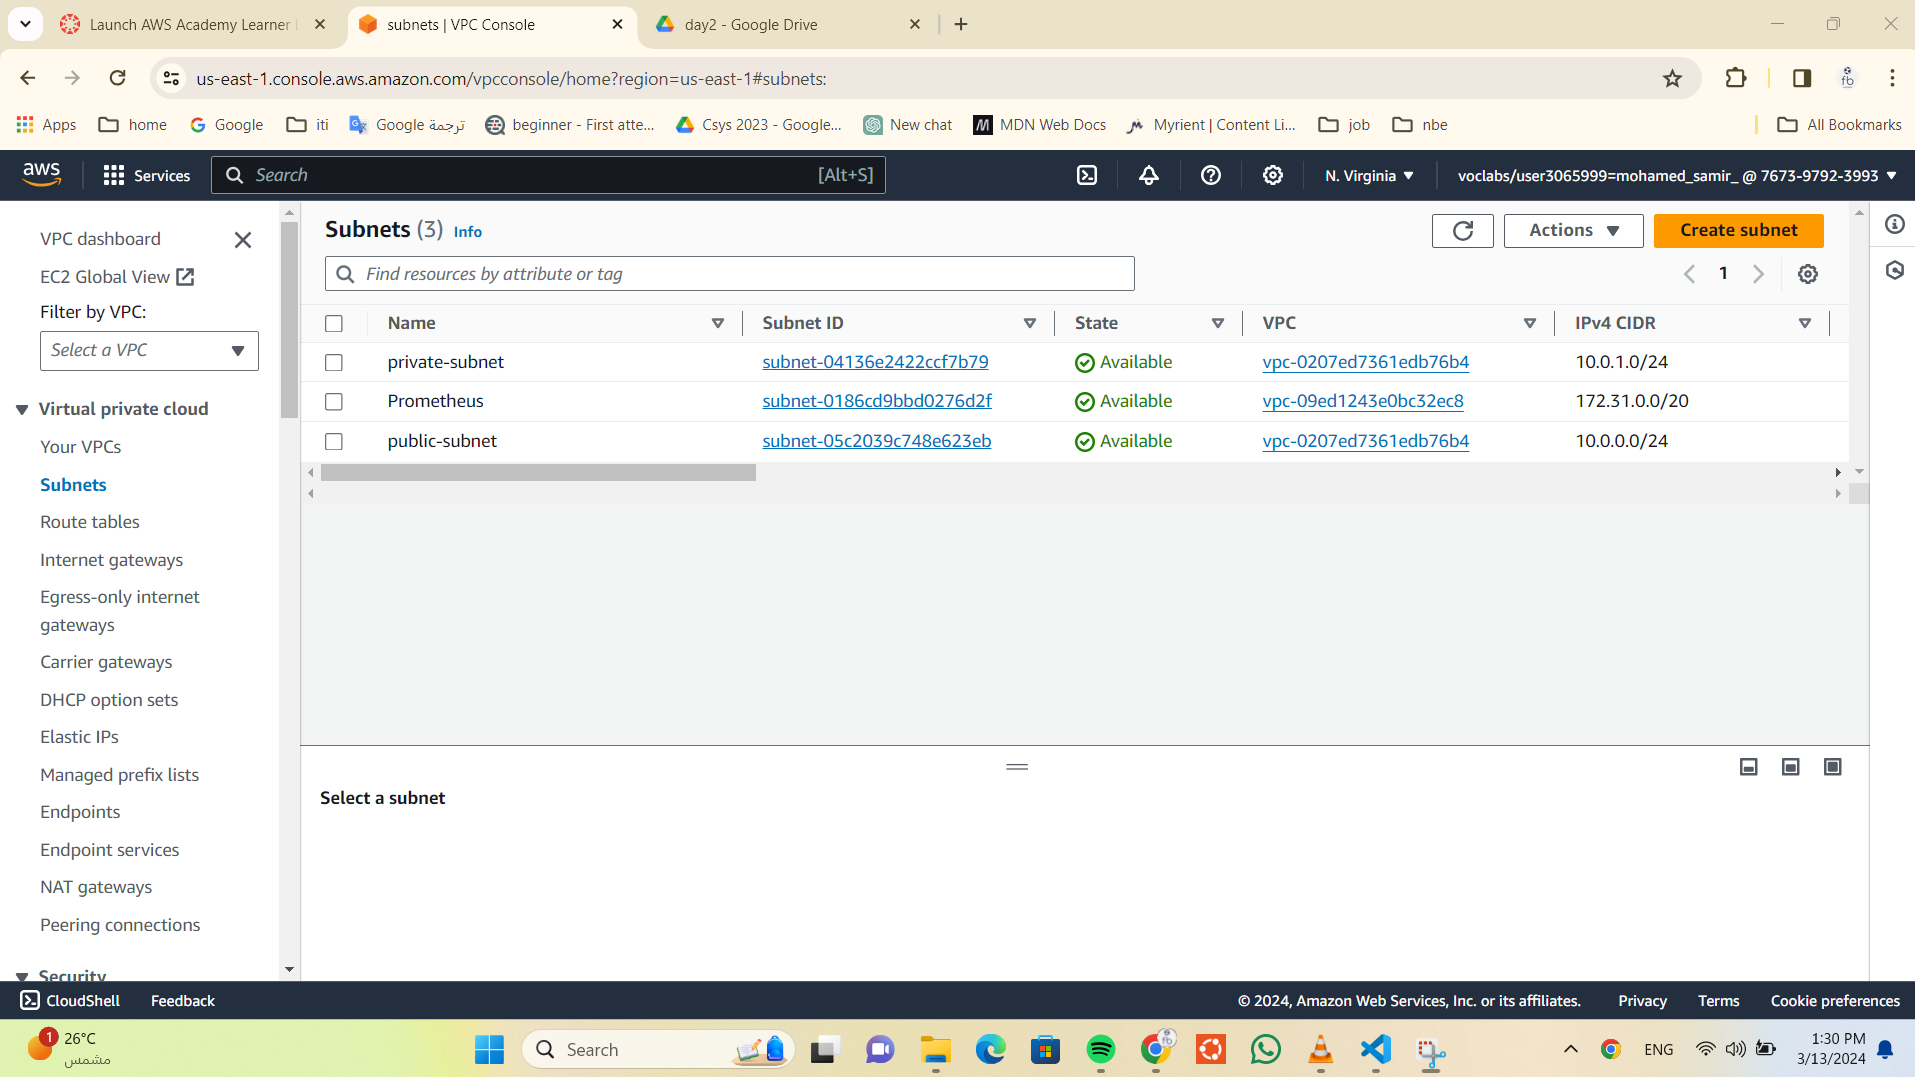 Launch AWS Academy Learner L
subnets | VPC Console
day2 - Google Drive
us-east-1.console.aws.amazon.com/vpcconsole/home?region=us-east-1#subnets:
fb
Apps home Google iti Google ترجمة beginner - First atte... Csys 2023 - Google... New chat MDN Web Docs Myrient | Content Li... job nbe All Bookmarks
aws Services Search [Alt+S] N. Virginia voclabs/user3065999=mohamed_samir_ @ 7673-9792-3993
VPC dashboard
EC2 Global View
Filter by VPC:
Select a VPC
Virtual private cloud
Your VPCs
Subnets
Route tables
Internet gateways
Egress-only internet
gateways
Carrier gateways
DHCP option sets
Elastic IPs
Managed prefix lists
Endpoints
Endpoint services
NAT gateways
Peering connections
Security
Subnets (3) Info
Actions
Create subnet
Find resources by attribute or tag
1
Name Subnet ID State VPC IPv4 CIDR
private-subnet subnet-04136e2422ccf7b79 Available vpc-0207ed7361edb76b4 10.0.1.0/24
Prometheus subnet-0186cd9bbd0276d2f Available vpc-09ed1243e0bc32ec8 172.31.0.0/20
public-subnet subnet-05c2039c748e623eb Available vpc-0207ed7361edb76b4 10.0.0.0/24
Select a subnet
CloudShell Feedback © 2024, Amazon Web Services, Inc. or its affiliates. Privacy Terms Cookie preferences
1
26°C
مشمس
Search
fb
ENG
1:30 PM
3/13/2024